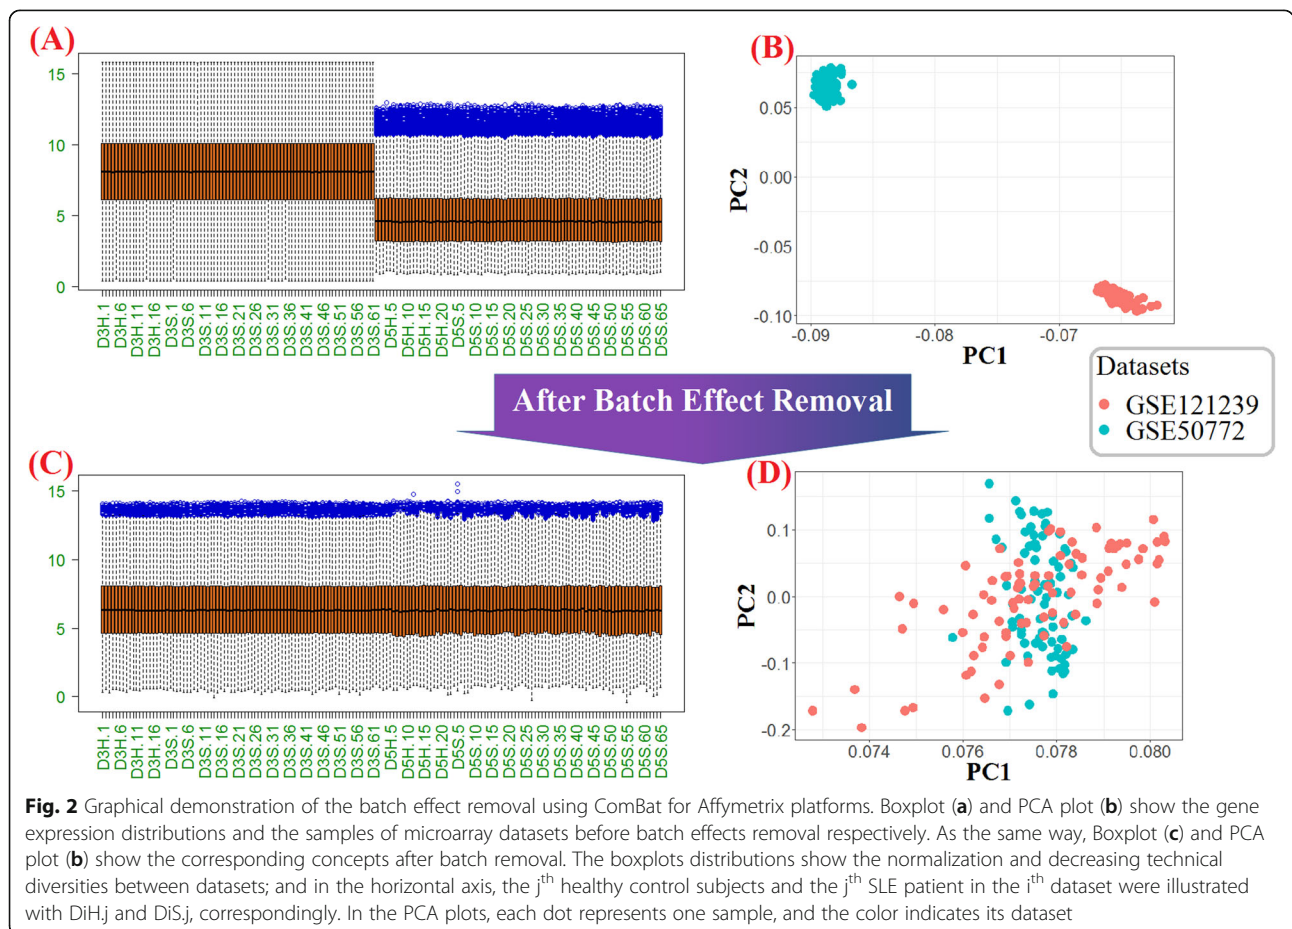 (A)
15
10
5
0
D3H.1
D3H.6
D3H.11
D3H.16
D3S.1
D3S.6
D3S.11
D3S.16
D3S.21
D3S.26
D3S.31
D3S.36
D3S.41
D3S.46
D3S.51
D3S.56
D3S.61
D5H.5
D5H.10
D5H.15
D5H.20
D5S.5
D5S.10
D5S.15
D5S.20
D5S.25
D5S.30
D5S.35
D5S.40
D5S.45
D5S.50
D5S.55
D5S.60
D5S.65
(B)
PC2
0.05
0.00
-0.05
-0.10
-0.09
-0.08
-0.07
PC1
Datasets
GSE121239
GSE50772
After Batch Effect Removal
(C)
15
10
5
0
D3H.1
D3H.6
D3H.11
D3H.16
D3S.1
D3S.6
D3S.11
D3S.16
D3S.21
D3S.26
D3S.31
D3S.36
D3S.41
D3S.46
D3S.51
D3S.56
D3S.61
D5H.5
D5H.10
D5H.15
D5H.20
D5S.5
D5S.10
D5S.15
D5S.20
D5S.25
D5S.30
D5S.35
D5S.40
D5S.45
D5S.50
D5S.55
D5S.60
D5S.65
(D)
PC2
0.1
0.0
-0.1
-0.2
0.074
0.076
0.078
0.080
PC1
Fig. 2 Graphical demonstration of the batch effect removal using ComBat for Affymetrix platforms. Boxplot (a) and PCA plot (b) show the gene
expression distributions and the samples of microarray datasets before batch effects removal respectively. As the same way, Boxplot (c) and PCA
plot (b) show the corresponding concepts after batch removal. The boxplots distributions show the normalization and decreasing technical
diversities between datasets; and in the horizontal axis, the jth healthy control subjects and the jth SLE patient in the ith dataset were illustrated
with DiH.j and DiS.j, correspondingly. In the PCA plots, each dot represents one sample, and the color indicates its dataset